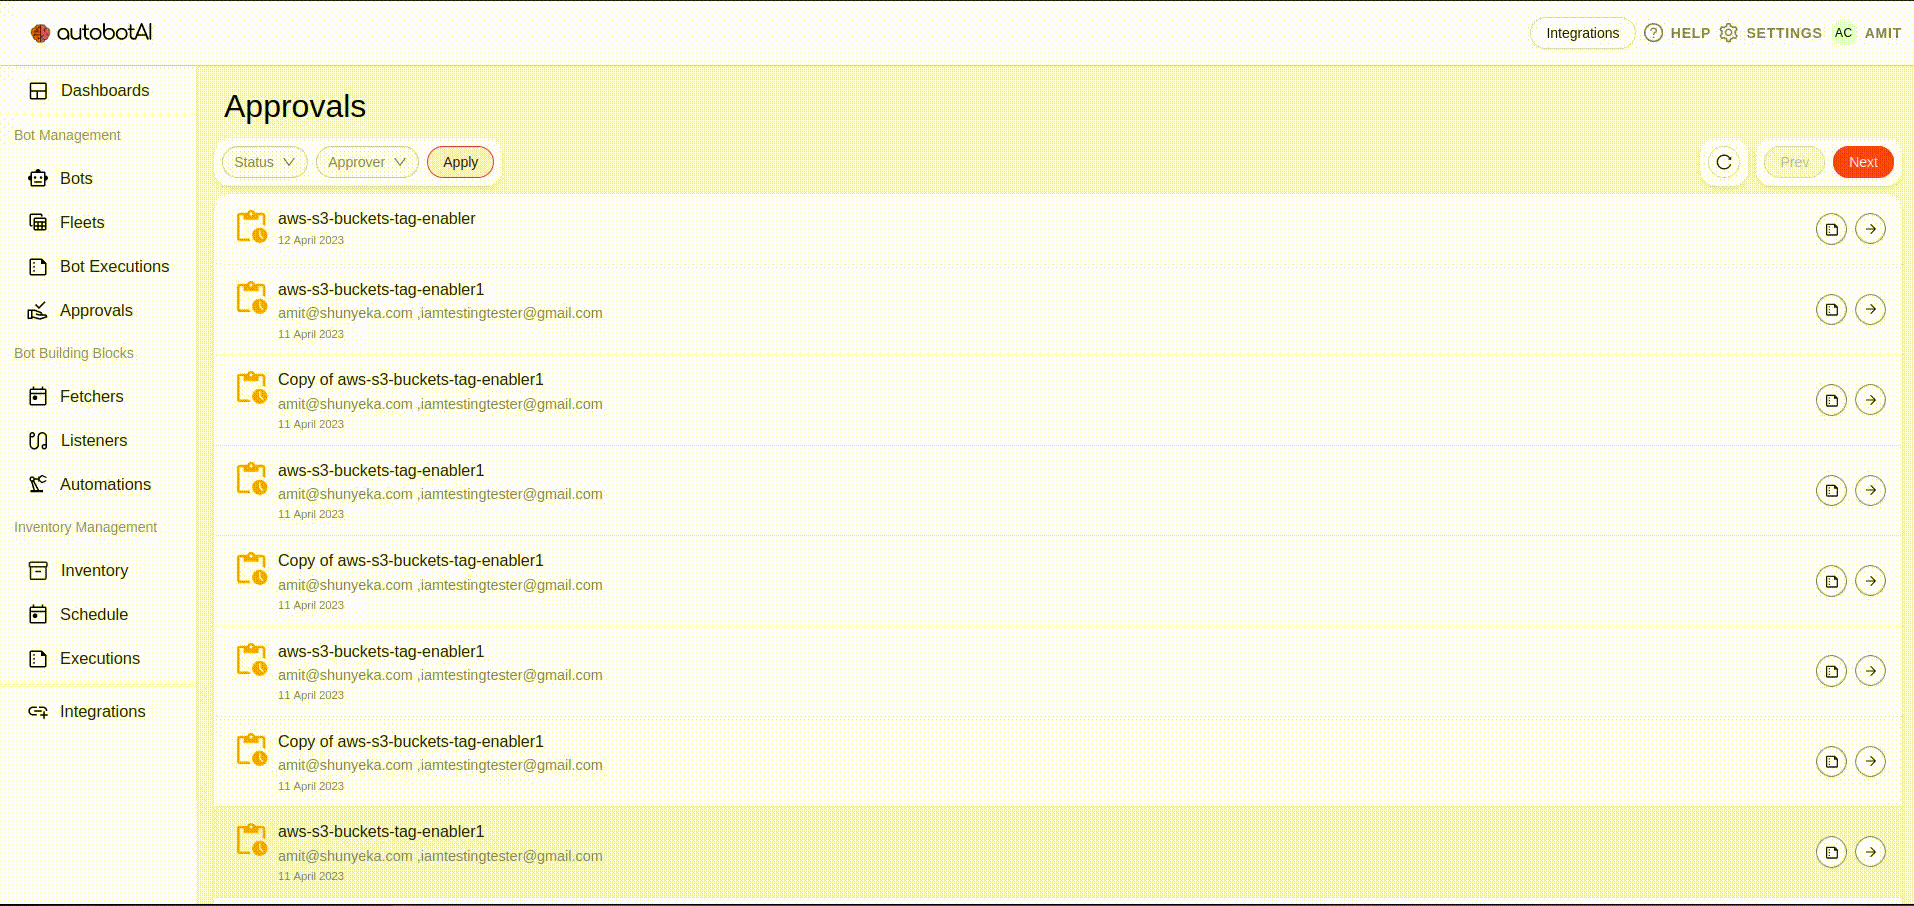 autobotAI
Integrations HELP SETTINGS AC AMIT
Dashboards
Bot Management
Bots
Fleets
Bot Executions
Approvals
Bot Building Blocks
Fetchers
Listeners
Automations
Inventory Management
Inventory
Schedule
Executions
Integrations
Approvals
Status Approver Apply
Prev Next
aws-s3-buckets-tag-enabler
12 April 2023
aws-s3-buckets-tag-enabler1
amit@shunyeka.com ,iamtestingtester@gmail.com
11 April 2023
Copy of aws-s3-buckets-tag-enabler1
amit@shunyeka.com ,iamtestingtester@gmail.com
11 April 2023
aws-s3-buckets-tag-enabler1
amit@shunyeka.com ,iamtestingtester@gmail.com
11 April 2023
Copy of aws-s3-buckets-tag-enabler1
amit@shunyeka.com ,iamtestingtester@gmail.com
11 April 2023
aws-s3-buckets-tag-enabler1
amit@shunyeka.com ,iamtestingtester@gmail.com
11 April 2023
Copy of aws-s3-buckets-tag-enabler1
amit@shunyeka.com ,iamtestingtester@gmail.com
11 April 2023
aws-s3-buckets-tag-enabler1
amit@shunyeka.com ,iamtestingtester@gmail.com
11 April 2023